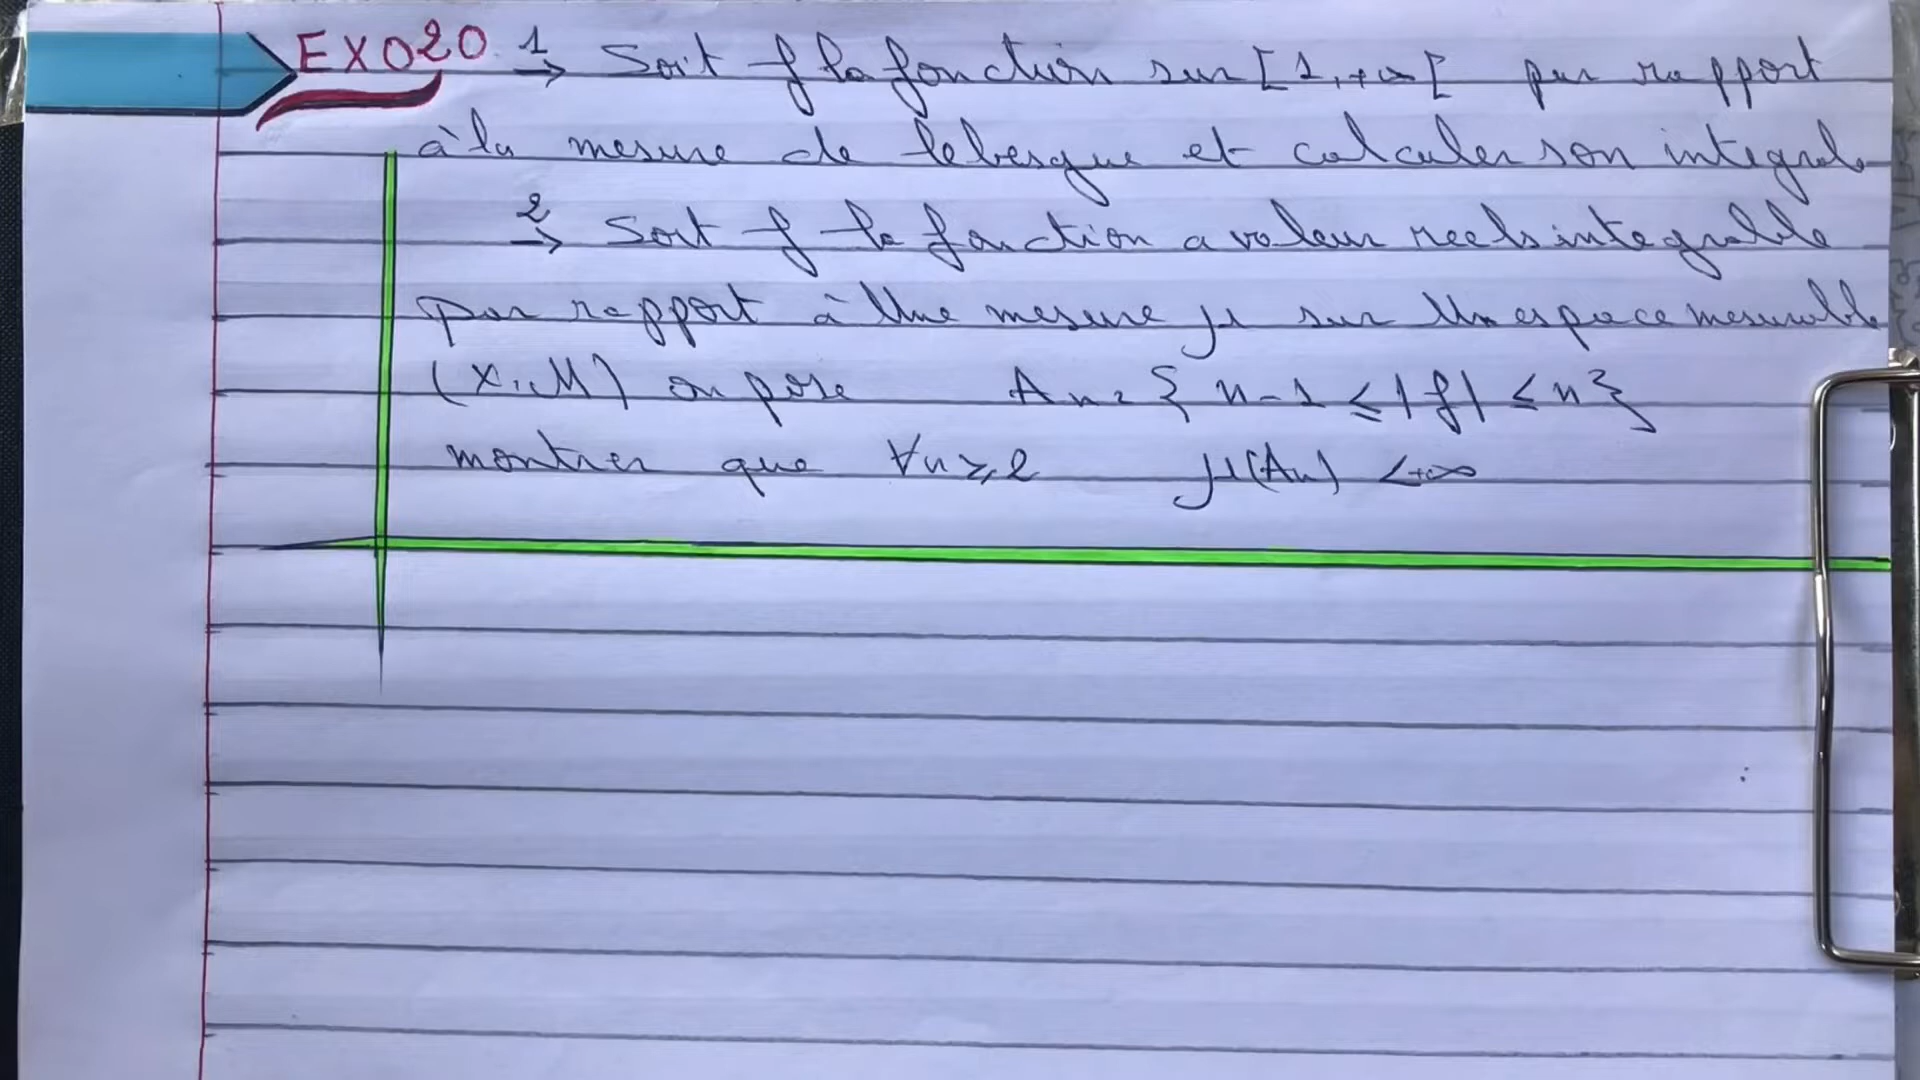 EXO20 1 → Soit f la fonction sur [1,+∞[ par rapport
à la mesure de lebesgue et calculer son integrale
2 → Soit f la fonction a valeur reels integrable
par rapport à Une mesure μ sur Un espace mesurable
(X, M) on pose An = { n-1 ≤ |f| ≤ n }
montrer que ∀n ≥ 2 μ(An) < +∞